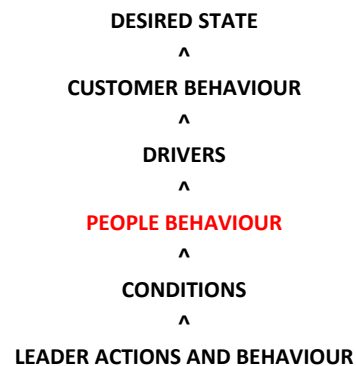 DESIRED STATE
^
CUSTOMER BEHAVIOUR
^
DRIVERS
^
PEOPLE BEHAVIOUR
^
CONDITIONS
^
LEADER ACTIONS AND BEHAVIOUR